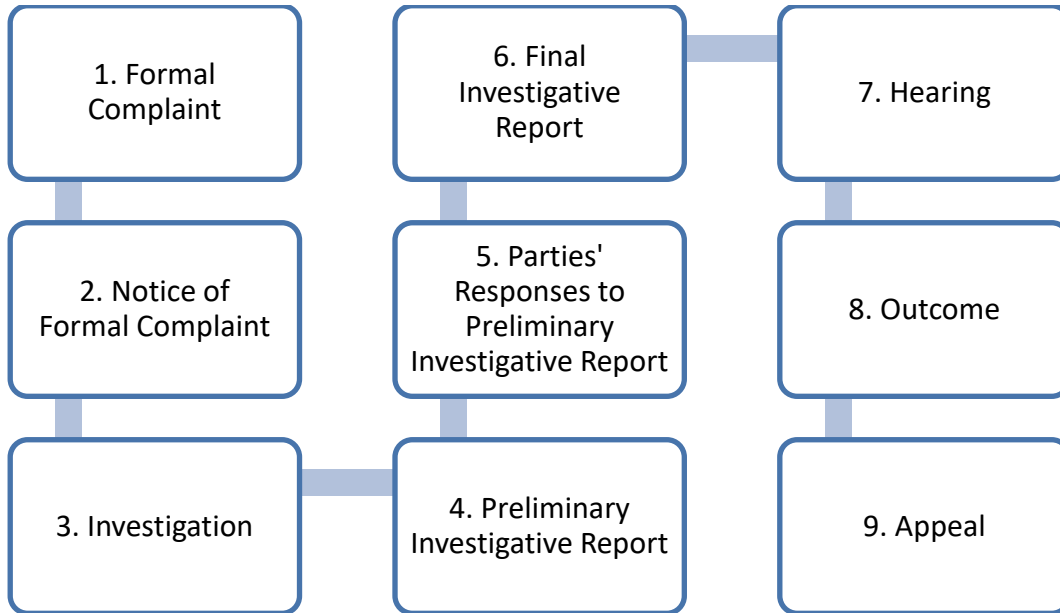 1. Formal
Complaint
2. Notice of
Formal Complaint
3. Investigation
4. Preliminary
Investigative Report
5. Parties'
Responses to
Preliminary
Investigative Report
6. Final
Investigative
Report
7. Hearing
8. Outcome
9. Appeal